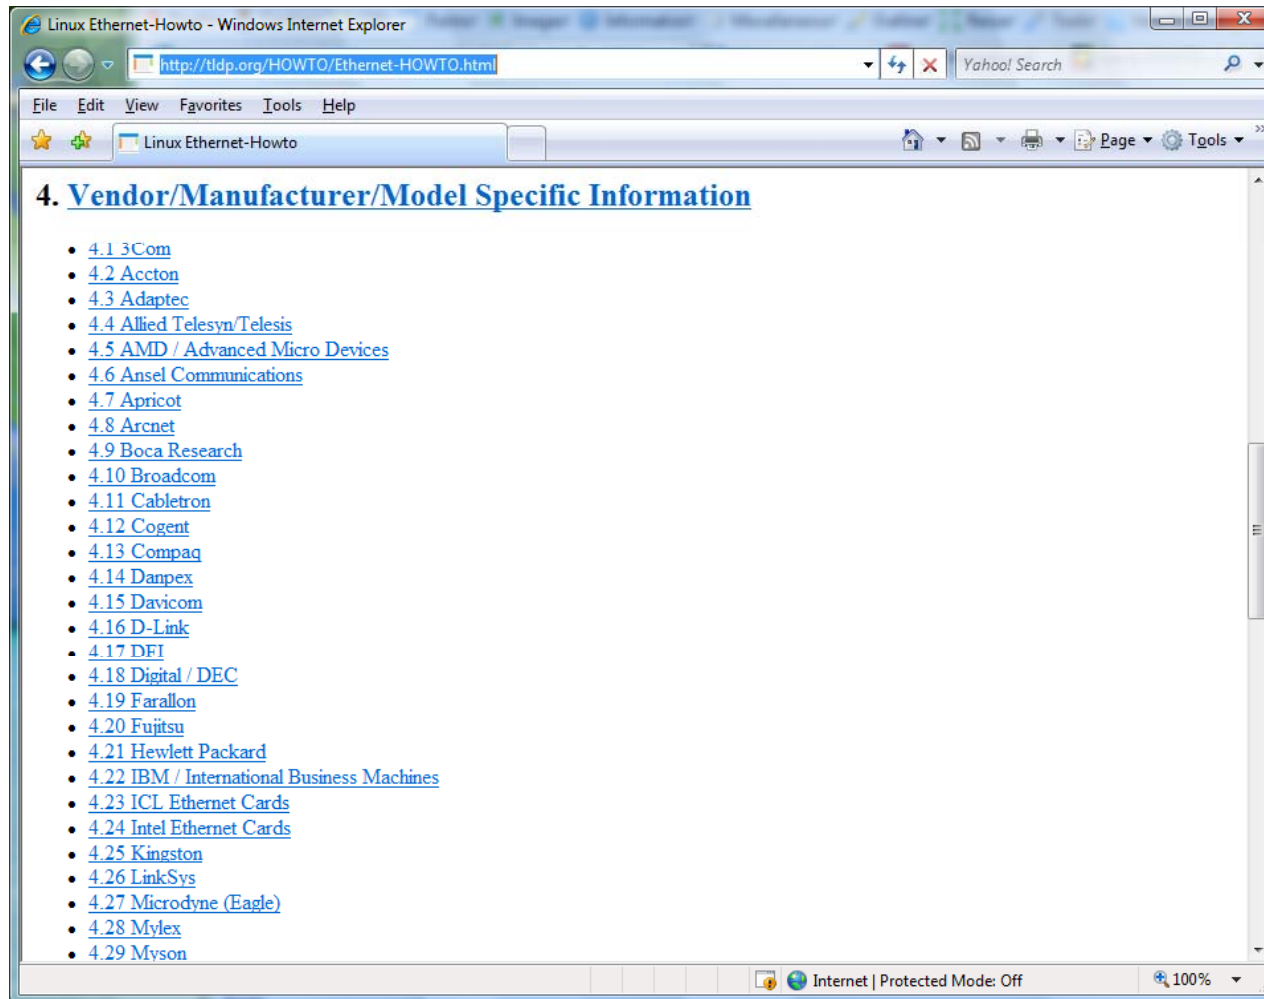 Linux Ethernet-Howto - Windows Internet Explorer
http://tldp.org/HOWTO/Ethernet-HOWTO.html
Yahoo! Search
File Edit View Favorites Tools Help
Linux Ethernet-Howto
Page Tools
4. Vendor/Manufacturer/Model Specific Information
4.1 3Com
4.2 Accton
4.3 Adaptec
4.4 Allied Telesyn/Telesis
4.5 AMD / Advanced Micro Devices
4.6 Ansel Communications
4.7 Apricot
4.8 Arcnet
4.9 Boca Research
4.10 Broadcom
4.11 Cabletron
4.12 Cogent
4.13 Compaq
4.14 Danpex
4.15 Davicom
4.16 D-Link
4.17 DFI
4.18 Digital / DEC
4.19 Farallon
4.20 Fujitsu
4.21 Hewlett Packard
4.22 IBM / International Business Machines
4.23 ICL Ethernet Cards
4.24 Intel Ethernet Cards
4.25 Kingston
4.26 LinkSys
4.27 Microdyne (Eagle)
4.28 Mylex
4.29 Myson
Internet | Protected Mode: Off
100%